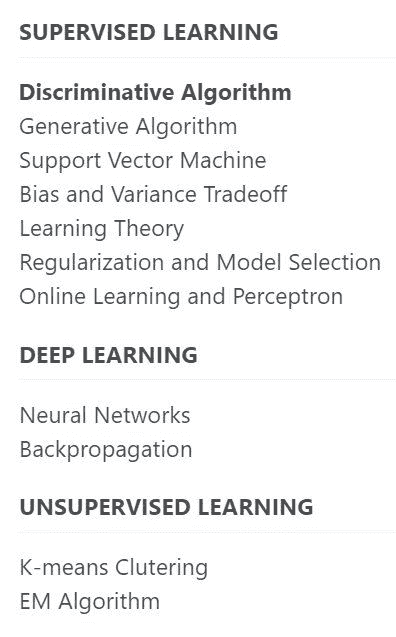 SUPERVISED LEARNING
Discriminative Algorithm
Generative Algorithm
Support Vector Machine
Bias and Variance Tradeoff
Learning Theory
Regularization and Model Selection
Online Learning and Perceptron
DEEP LEARNING
Neural Networks
Backpropagation
UNSUPERVISED LEARNING
K-means Clutering
EM Algorithm